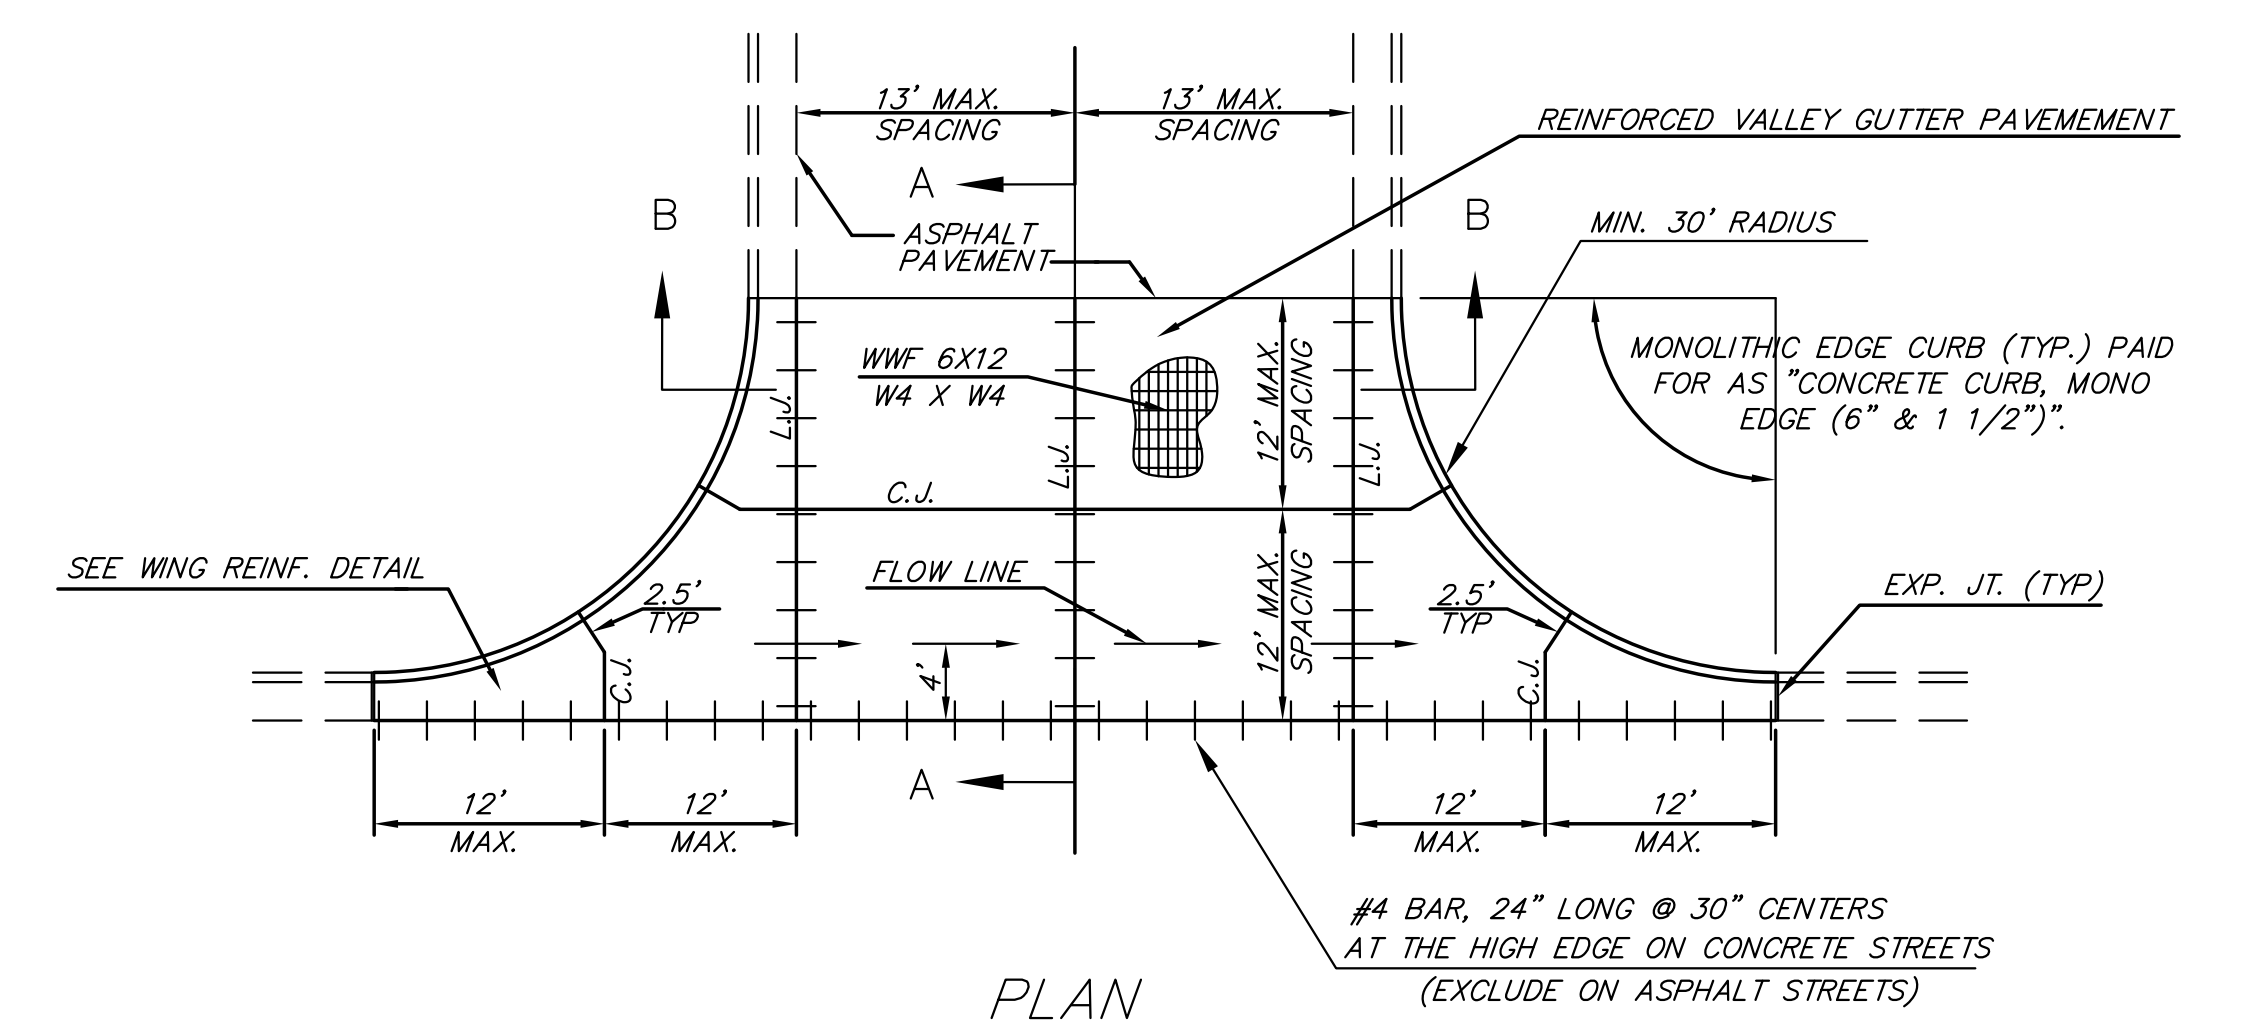 13' MAX.
SPACING
13' MAX.
SPACING
REINFORCED VALLEY GUTTER PAVEMEMENT
A
B
B
MIN. 30' RADIUS
ASPHALT
PAVEMENT
MONOLITHIC EDGE CURB (TYP.) PAID
FOR AS "CONCRETE CURB, MONO
EDGE (6" & 1 1/2")".
WWF 6X12
W4 X W4
12' MAX.
SPACING
L.J.
L.J.
L.J.
C.J.
SEE WING REINF. DETAIL
2.5'
TYP
FLOW LINE
12' MAX.
SPACING
2.5'
TYP
EXP. JT. (TYP)
C.J.
4'
C.J.
A
12'
MAX.
12'
MAX.
12'
MAX.
12'
MAX.
#4 BAR, 24" LONG @ 30" CENTERS
AT THE HIGH EDGE ON CONCRETE STREETS
(EXCLUDE ON ASPHALT STREETS)
PLAN